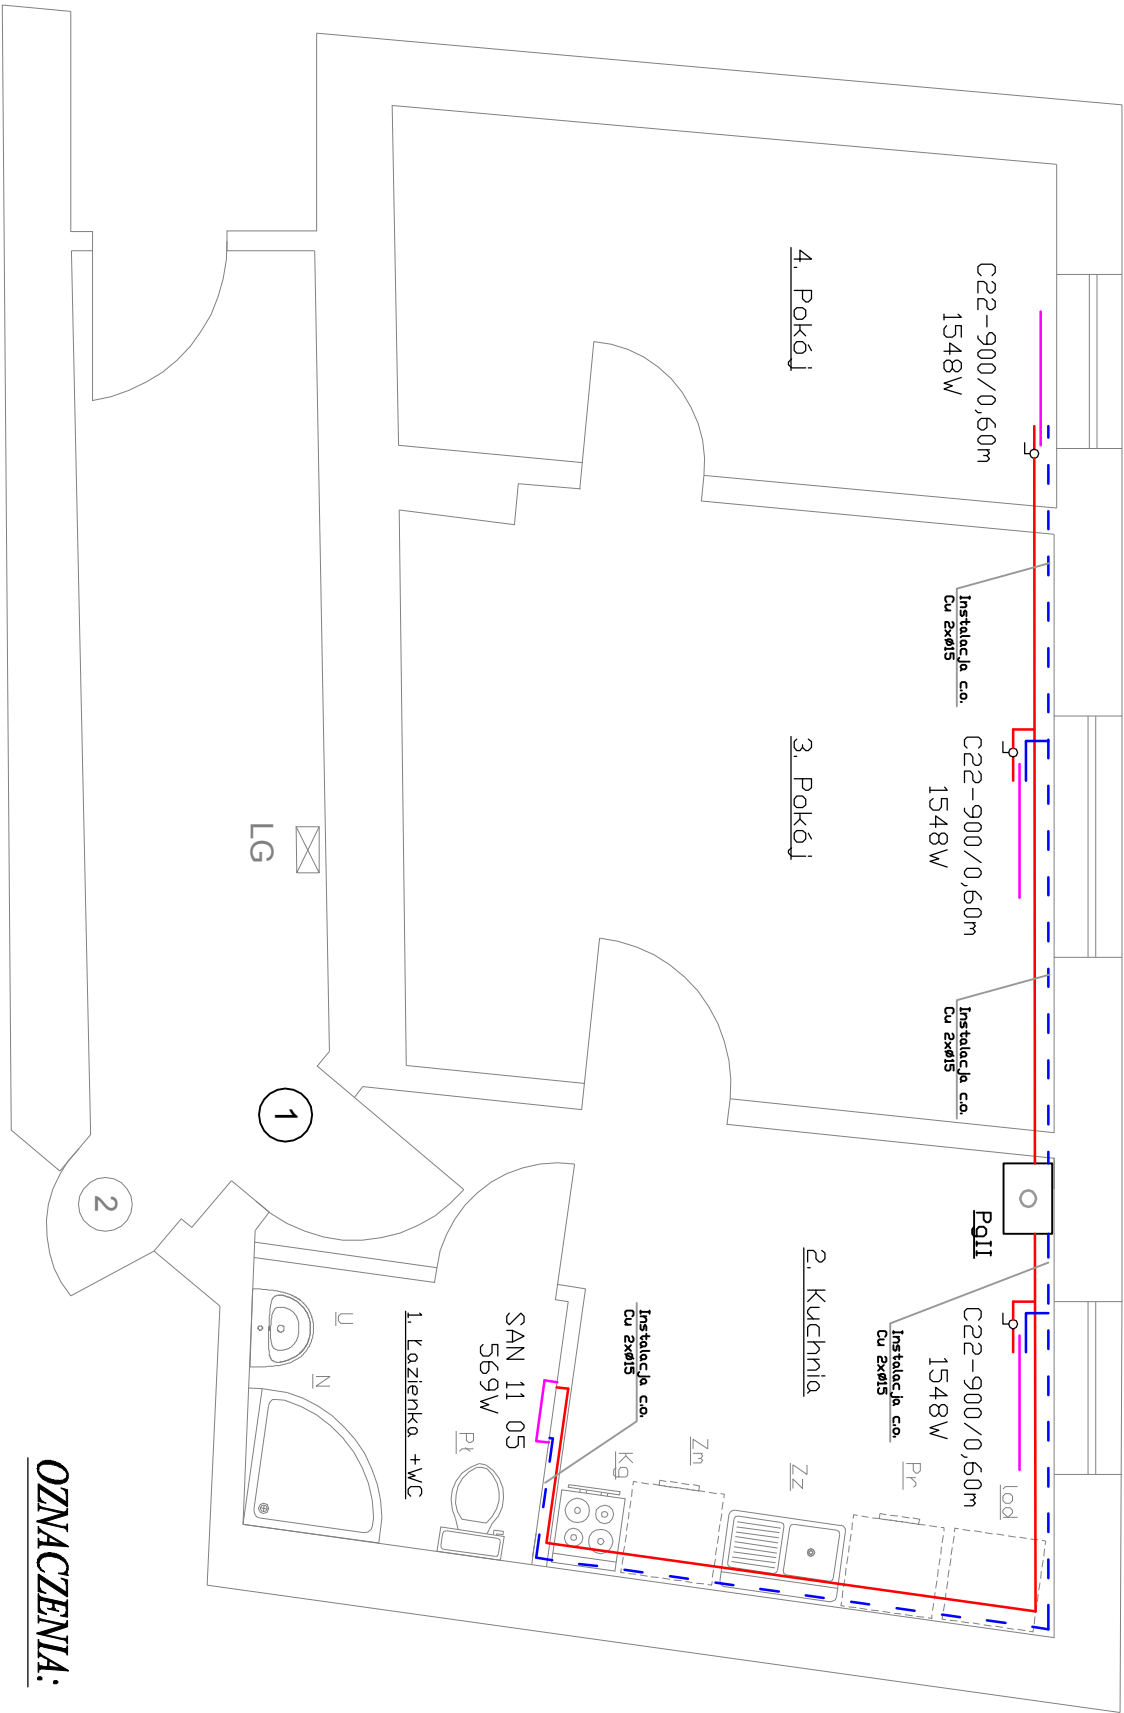 C22-900/0,60m
1548W
4. Pokój
Instalacja c.o.
Cu 2xø15
C22-900/0,60m
1548W
3. Pokój
LG
Instalacja c.o.
Cu 2xø15
1
2
PgII
2. Kuchnia
C22-900/0,60m
1548W
Instalacja c.o.
Cu 2xø15
Instalacja c.o.
Cu 2xø15
SAN 11 05
569W
1. Łazienka +WC
U
N
Pł
Kg
Zm
Zz
Pr
Lod
OZNACZENIA: